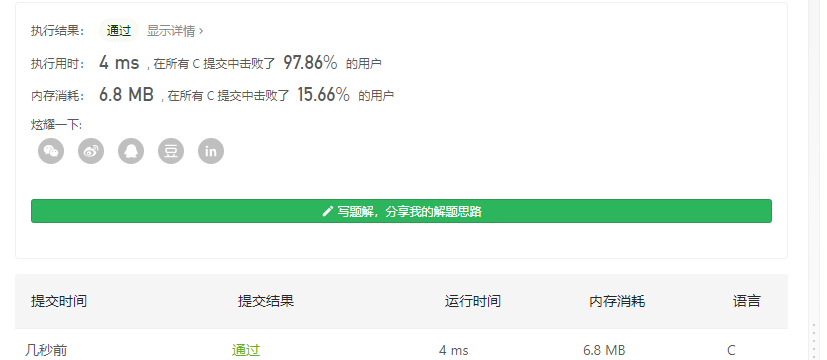 执行结果： 通过 显示详情 ›
执行用时： 4 ms , 在所有 C 提交中击败了 97.86% 的用户
内存消耗： 6.8 MB , 在所有 C 提交中击败了 15.66% 的用户
炫耀一下:
豆 in
写题解，分享我的解题思路
提交时间 提交结果 运行时间 内存消耗 语言
几秒前 通过 4 ms 6.8 MB C